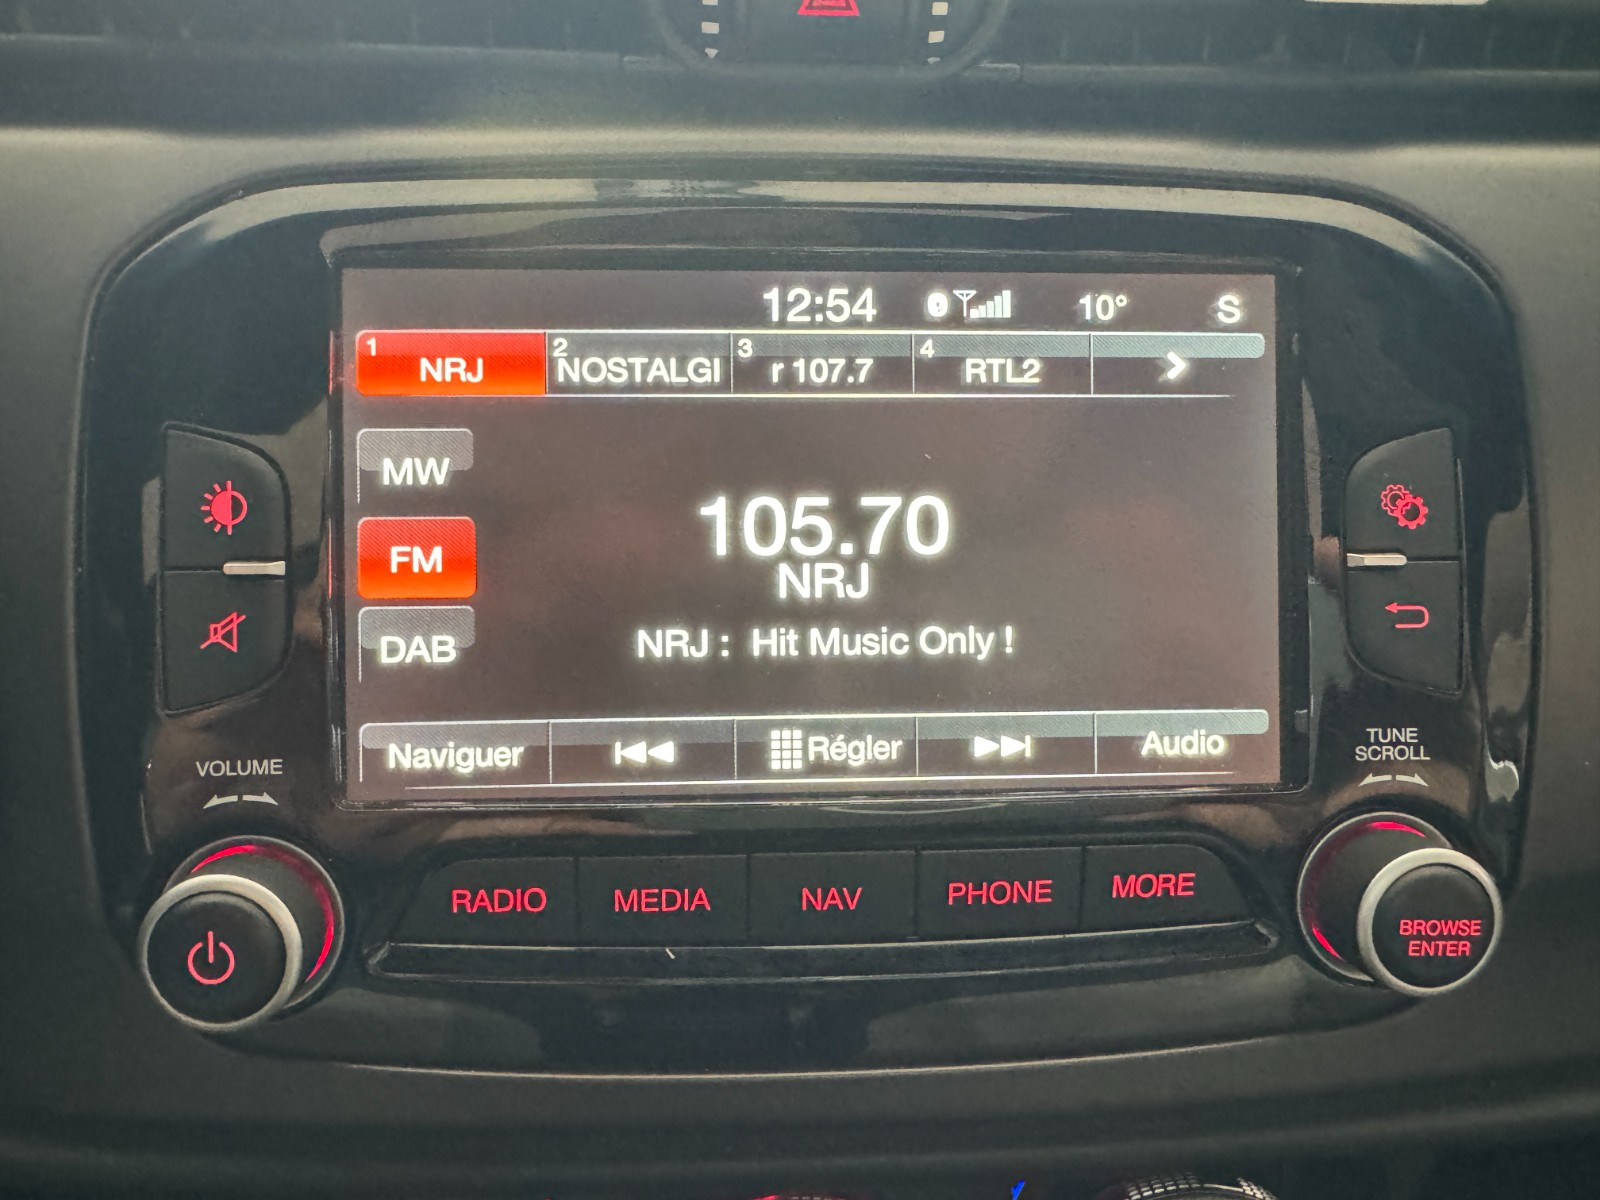 12:54 10° S
1 NRJ 2 NOSTALGI 3 r 107.7 4 RTL2
MW
FM
DAB
105.70
NRJ
NRJ : Hit Music Only !
Naviguer Régler Audio
VOLUME
TUNE
SCROLL
RADIO MEDIA NAV PHONE MORE
BROWSE
ENTER